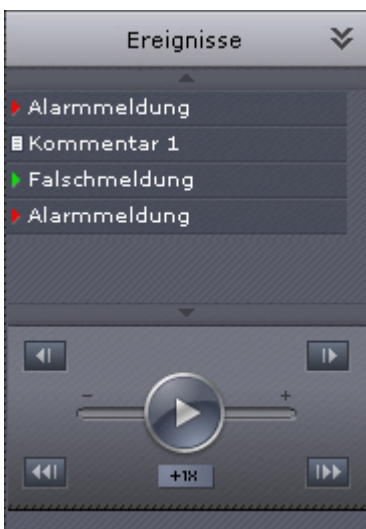 Ereignisse
Alarmmeldung
Kommentar 1
Falschmeldung
Alarmmeldung
- +
+1X